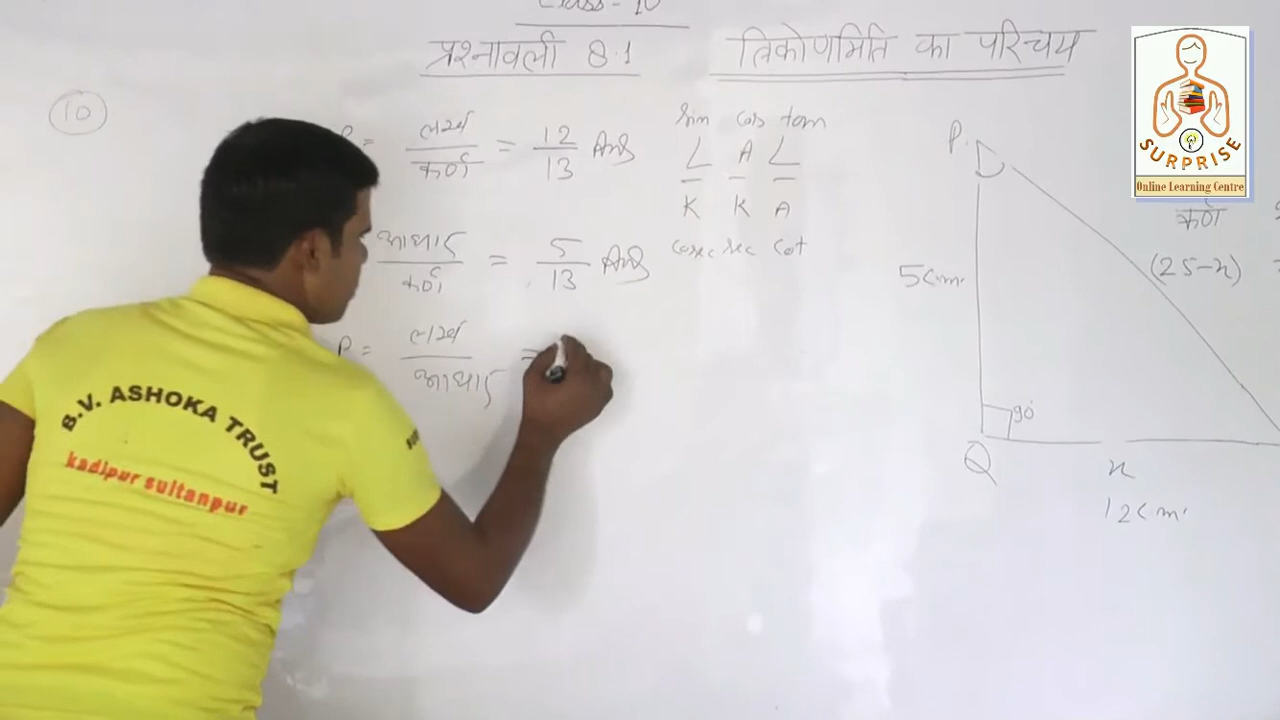 Class - 10
प्रश्नावली 8.1 त्रिकोणमिति का परिचय
10
P = लम्ब / कर्ण = 12 / 13 Ans
आधार / कर्ण = 5 / 13 Ans
P = लम्ब / आधार =
sin cos tan
L A L
K K A
cosec sec cot
P
5cm.
90°
Q
x
12cm.
कर्ण
(25-x)
SURPRISE
Online Learning Centre
B.V. ASHOKA TRUST
kadipur sultanpur